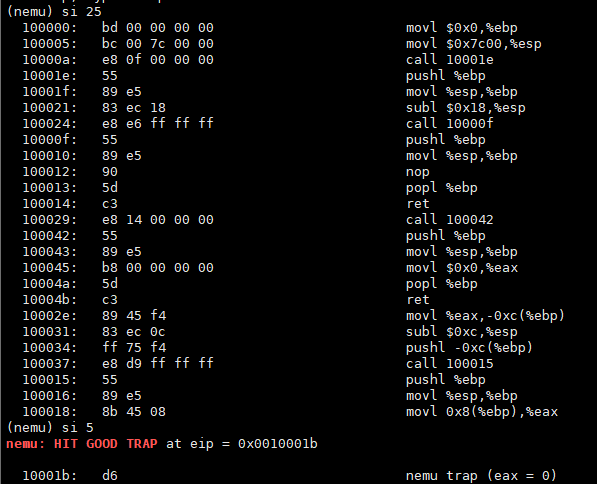 (nemu) si 25
100000: bd 00 00 00 00 movl $0x0,%ebp
100005: bc 00 7c 00 00 movl $0x7c00,%esp
10000a: e8 0f 00 00 00 call 10001e
10001e: 55 pushl %ebp
10001f: 89 e5 movl %esp,%ebp
100021: 83 ec 18 subl $0x18,%esp
100024: e8 e6 ff ff ff call 10000f
10000f: 55 pushl %ebp
100010: 89 e5 movl %esp,%ebp
100012: 90 nop
100013: 5d popl %ebp
100014: c3 ret
100029: e8 14 00 00 00 call 100042
100042: 55 pushl %ebp
100043: 89 e5 movl %esp,%ebp
100045: b8 00 00 00 00 movl $0x0,%eax
10004a: 5d popl %ebp
10004b: c3 ret
10002e: 89 45 f4 movl %eax,-0xc(%ebp)
100031: 83 ec 0c subl $0xc,%esp
100034: ff 75 f4 pushl -0xc(%ebp)
100037: e8 d9 ff ff ff call 100015
100015: 55 pushl %ebp
100016: 89 e5 movl %esp,%ebp
100018: 8b 45 08 movl 0x8(%ebp),%eax
(nemu) si 5
nemu: HIT GOOD TRAP at eip = 0x0010001b
10001b: d6 nemu trap (eax = 0)